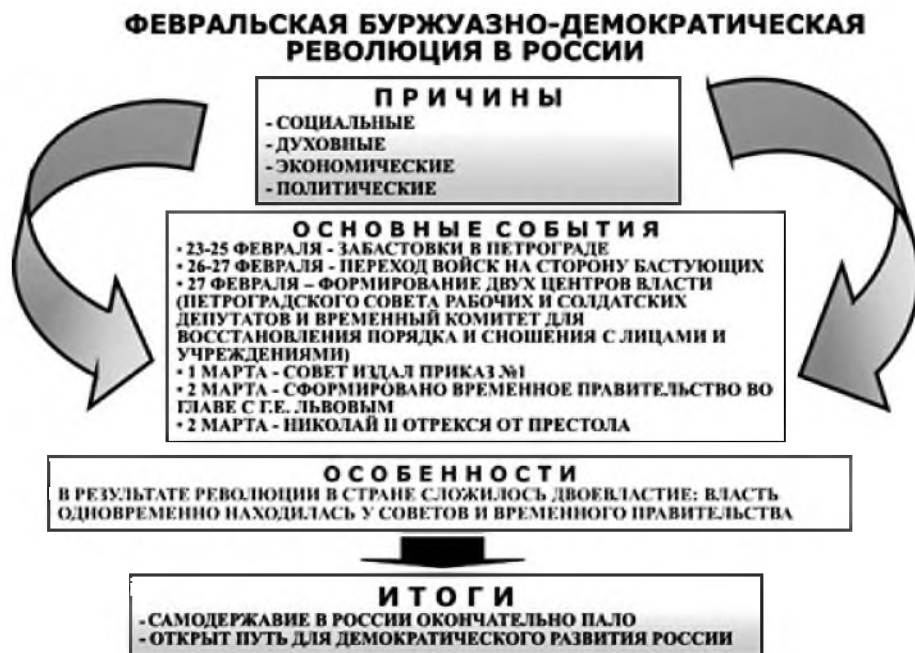 ФЕВРАЛЬСКАЯ БУРЖУАЗНО-ДЕМОКРАТИЧЕСКАЯ
РЕВОЛЮЦИЯ В РОССИИ
ПРИЧИНЫ
- СОЦИАЛЬНЫЕ
- ДУХОВНЫЕ
- ЭКОНОМИЧЕСКИЕ
- ПОЛИТИЧЕСКИЕ
ОСНОВНЫЕ СОБЫТИЯ
• 23-25 ФЕВРАЛЯ - ЗАБАСТОВКИ В ПЕТРОГРАДЕ
• 26-27 ФЕВРАЛЯ - ПЕРЕХОД ВОЙСК НА СТОРОНУ БАСТУЮЩИХ
• 27 ФЕВРАЛЯ – ФОРМИРОВАНИЕ ДВУХ ЦЕНТРОВ ВЛАСТИ
(ПЕТРОГРАДСКОГО СОВЕТА РАБОЧИХ И СОЛДАТСКИХ
ДЕПУТАТОВ И ВРЕМЕННЫЙ КОМИТЕТ ДЛЯ
ВОССТАНОВЛЕНИЯ ПОРЯДКА И СНОШЕНИЯ С ЛИЦАМИ И
УЧРЕЖДЕНИЯМИ)
• 1 МАРТА - СОВЕТ ИЗДАЛ ПРИКАЗ №1
• 2 МАРТА - СФОРМИРОВАНО ВРЕМЕННОЕ ПРАВИТЕЛЬСТВО ВО
ГЛАВЕ С Г.Е. ЛЬВОВЫМ
• 2 МАРТА - НИКОЛАЙ II ОТРЕКСЯ ОТ ПРЕСТОЛА
ОСОБЕННОСТИ
В РЕЗУЛЬТАТЕ РЕВОЛЮЦИИ В СТРАНЕ СЛОЖИЛОСЬ ДВОЕВЛАСТИЕ: ВЛАСТЬ
ОДНОВРЕМЕННО НАХОДИЛАСЬ У СОВЕТОВ И ВРЕМЕННОГО ПРАВИТЕЛЬСТВА
ИТОГИ
- САМОДЕРЖАВИЕ В РОССИИ ОКОНЧАТЕЛЬНО ПАЛО
- ОТКРЫТ ПУТЬ ДЛЯ ДЕМОКРАТИЧЕСКОГО РАЗВИТИЯ РОССИИ